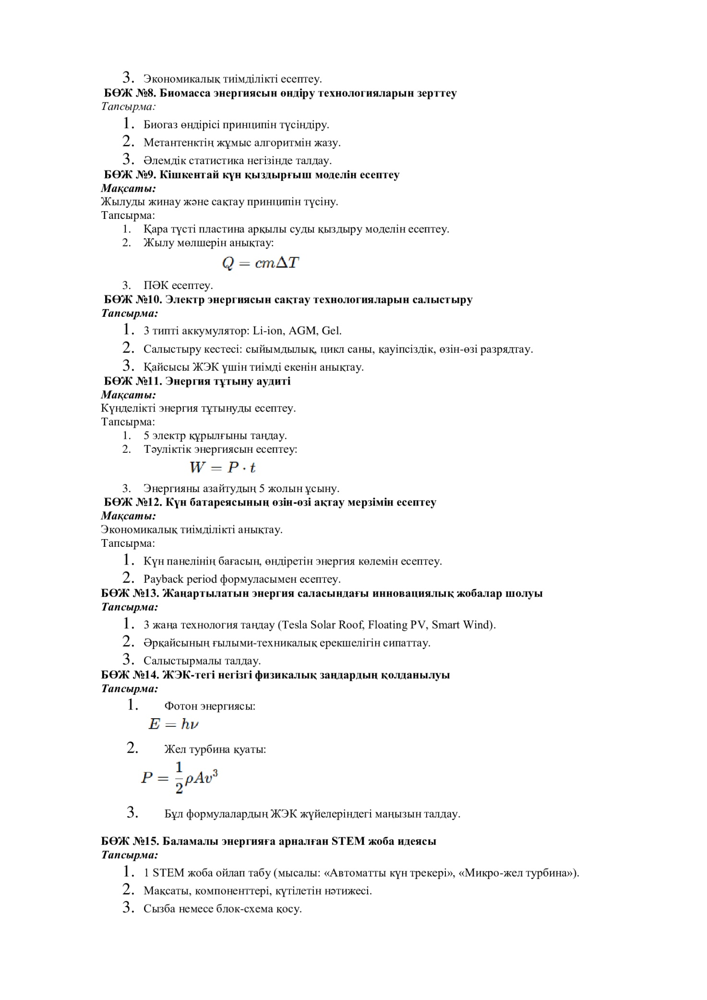 3. Экономикалық тиімділікті есептеу.
БӨЖ №8. Биомасса энергиясын өндіру технологияларын зерттеу
Тапсырма:
1. Биогаз өндірісі принципін түсіндіру.
2. Метантенктің жұмыс алгоритмін жазу.
3. Әлемдік статистика негізінде талдау.
БӨЖ №9. Кішкентай күн қыздырғыш моделін есептеу
Мақсаты:
Жылуды жинау және сақтау принципін түсіну.
Тапсырма:
1. Қара түсті пластина арқылы суды қыздыру моделін есептеу.
2. Жылу мөлшерін анықтау:
Q = cmΔT
3. ПӘК есептеу.
БӨЖ №10. Электр энергиясын сақтау технологияларын салыстыру
Тапсырма:
1. 3 типті аккумулятор: Li-ion, AGM, Gel.
2. Салыстыру кестесі: сыйымдылық, цикл саны, қауіпсіздік, өзін-өзі разрядтау.
3. Қайсысы ЖЭК үшін тиімді екенін анықтау.
БӨЖ №11. Энергия тұтыну аудиті
Мақсаты:
Күнделікті энергия тұтынуды есептеу.
Тапсырма:
1. 5 электр құрылғыны таңдау.
2. Тәуліктік энергиясын есептеу:
W = P · t
3. Энергияны азайтудың 5 жолын ұсыну.
БӨЖ №12. Күн батареясының өзін-өзі ақтау мерзімін есептеу
Мақсаты:
Экономикалық тиімділікті анықтау.
Тапсырма:
1. Күн панелінің бағасын, өндіретін энергия көлемін есептеу.
2. Payback period формуласымен есептеу.
БӨЖ №13. Жаңартылатын энергия саласындағы инновациялық жобалар шолуы
Тапсырма:
1. 3 жаңа технология таңдау (Tesla Solar Roof, Floating PV, Smart Wind).
2. Әрқайсының ғылыми-техникалық ерекшелігін сипаттау.
3. Салыстырмалы талдау.
БӨЖ №14. ЖЭК-тегі негізгі физикалық заңдардың қолданылуы
Тапсырма:
1. Фотон энергиясы:
E = hν
2. Жел турбина қуаты:
P = 1/2 ρAv³
3. Бұл формулалардың ЖЭК жүйелеріндегі маңызын талдау.
БӨЖ №15. Баламалы энергияға арналған STEM жоба идеясы
Тапсырма:
1. 1 STEM жоба ойлап табу (мысалы: «Автоматты күн трекері», «Микро-жел турбина»).
2. Мақсаты, компоненттері, күтілетін нәтижесі.
3. Сызба немесе блок-схема қосу.